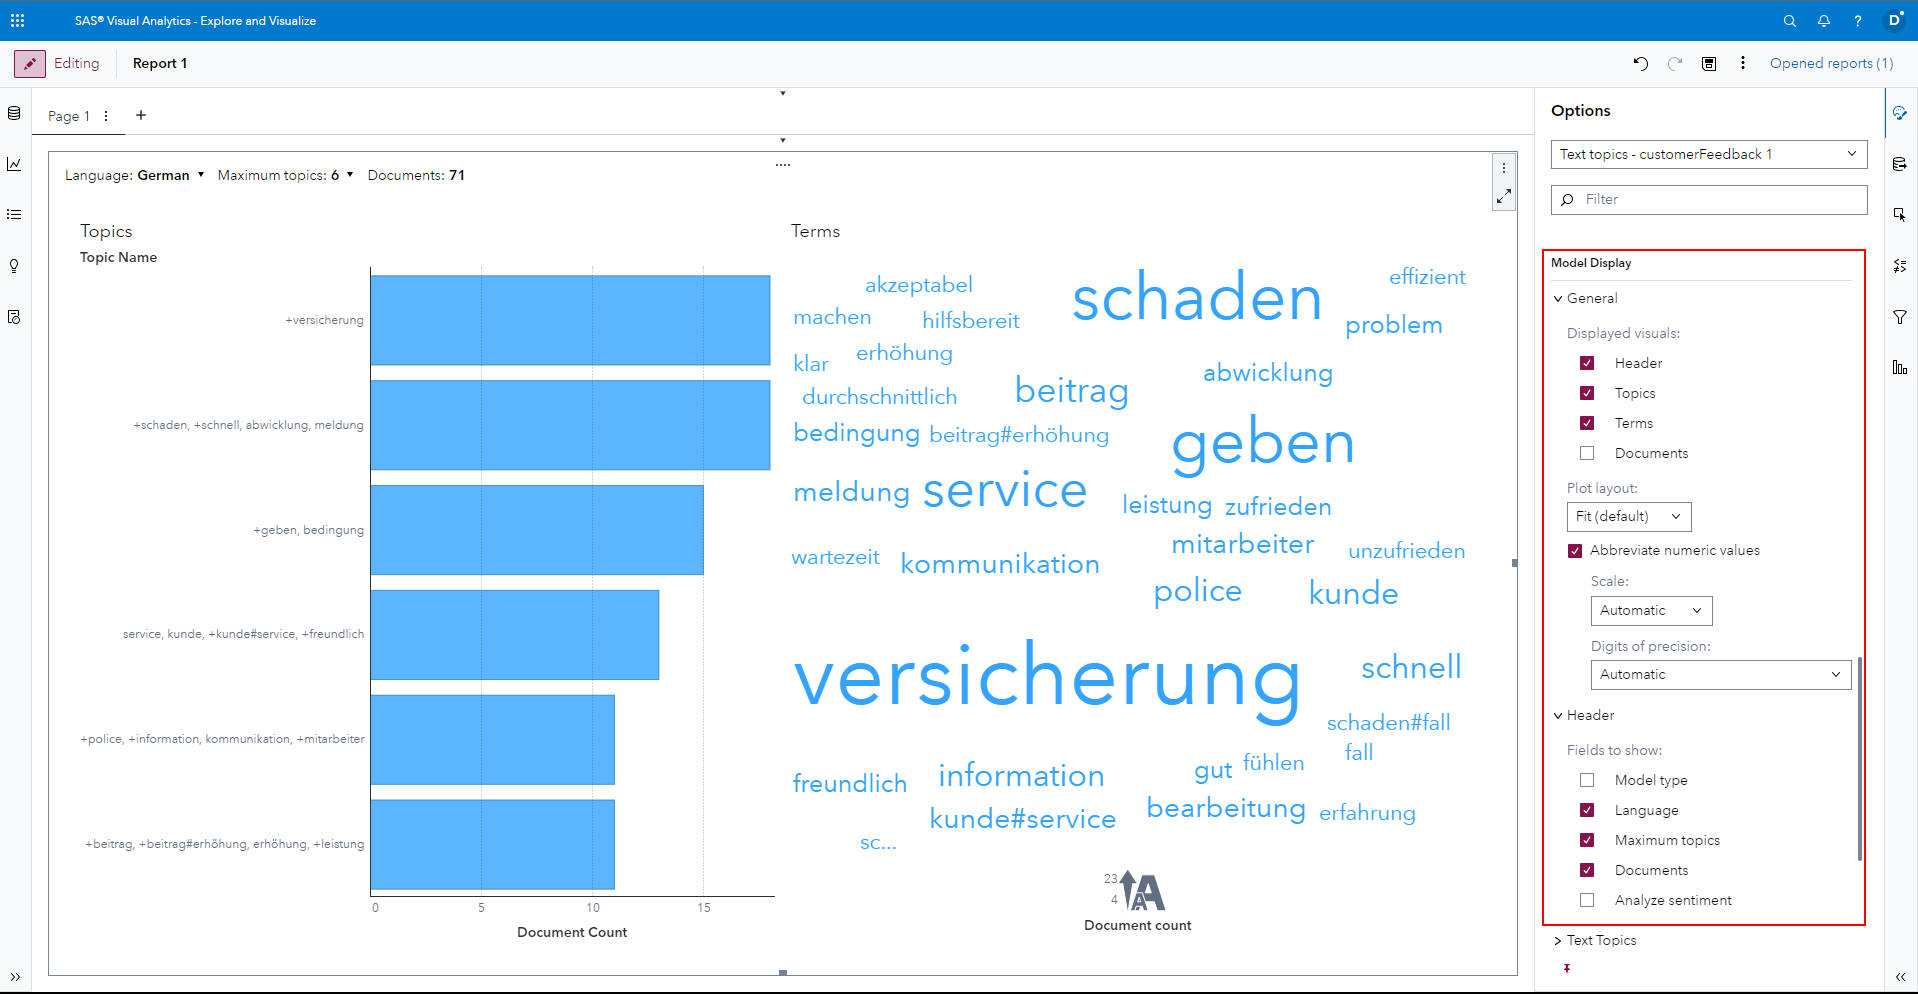 SAS® Visual Analytics - Explore and Visualize
? D
Editing Report 1
Opened reports (1)
Page 1
Language: German Maximum topics: 6 Documents: 71
Topics
Topic Name
+versicherung
+schaden, +schnell, abwicklung, meldung
+geben, bedingung
service, kunde, +kunde#service, +freundlich
+police, +information, kommunikation, +mitarbeiter
+beitrag, +beitrag#erhöhung, erhöhung, +leistung
0 5 10 15
Document Count
Terms
akzeptabel
effizient
schaden
machen
hilfsbereit
problem
erhöhung
klar
abwicklung
durchschnittlich
beitrag
bedingung
beitrag#erhöhung
geben
meldung
service
leistung
zufrieden
mitarbeiter
unzufrieden
wartezeit
kommunikation
police
kunde
versicherung
schnell
schaden#fall
fall
fühlen
gut
information
freundlich
bearbeitung
erfahrung
kunde#service
sc...
23
4
Document count
Options
Text topics - customerFeedback 1
Filter
Model Display
General
Displayed visuals:
Header
Topics
Terms
Documents
Plot layout:
Fit (default)
Abbreviate numeric values
Scale:
Automatic
Digits of precision:
Automatic
Header
Fields to show:
Model type
Language
Maximum topics
Documents
Analyze sentiment
Text Topics